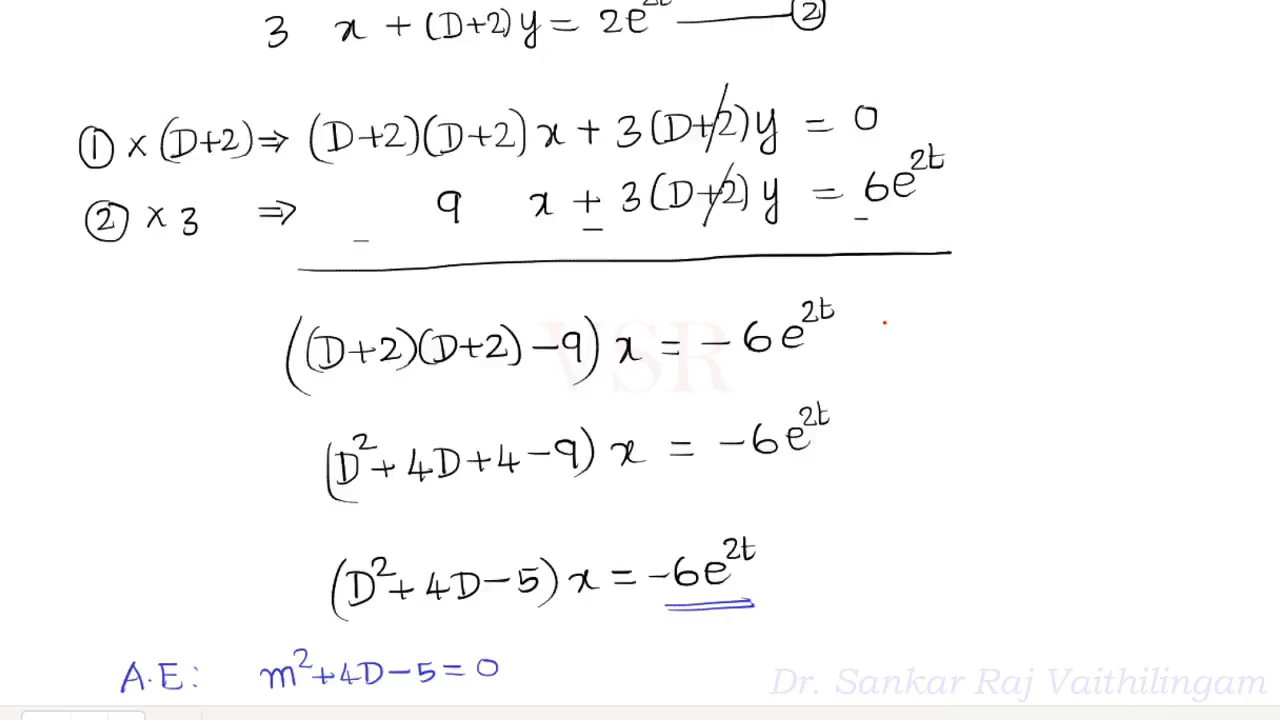 3 x + (D+2)y = 2e^2t ——— ②
① × (D+2) ⇒ (D+2)(D+2)x + 3(D+2)y = 0
② × 3 ⇒ 9 x + 3(D+2)y = 6e^2t
− − −
((D+2)(D+2) − 9) x = −6e^2t
(D^2 + 4D + 4 − 9) x = −6e^2t
(D^2 + 4D − 5) x = −6e^2t
A.E: m^2 + 4D − 5 = 0
VSR
Dr. Sankar Raj Vaithilingam